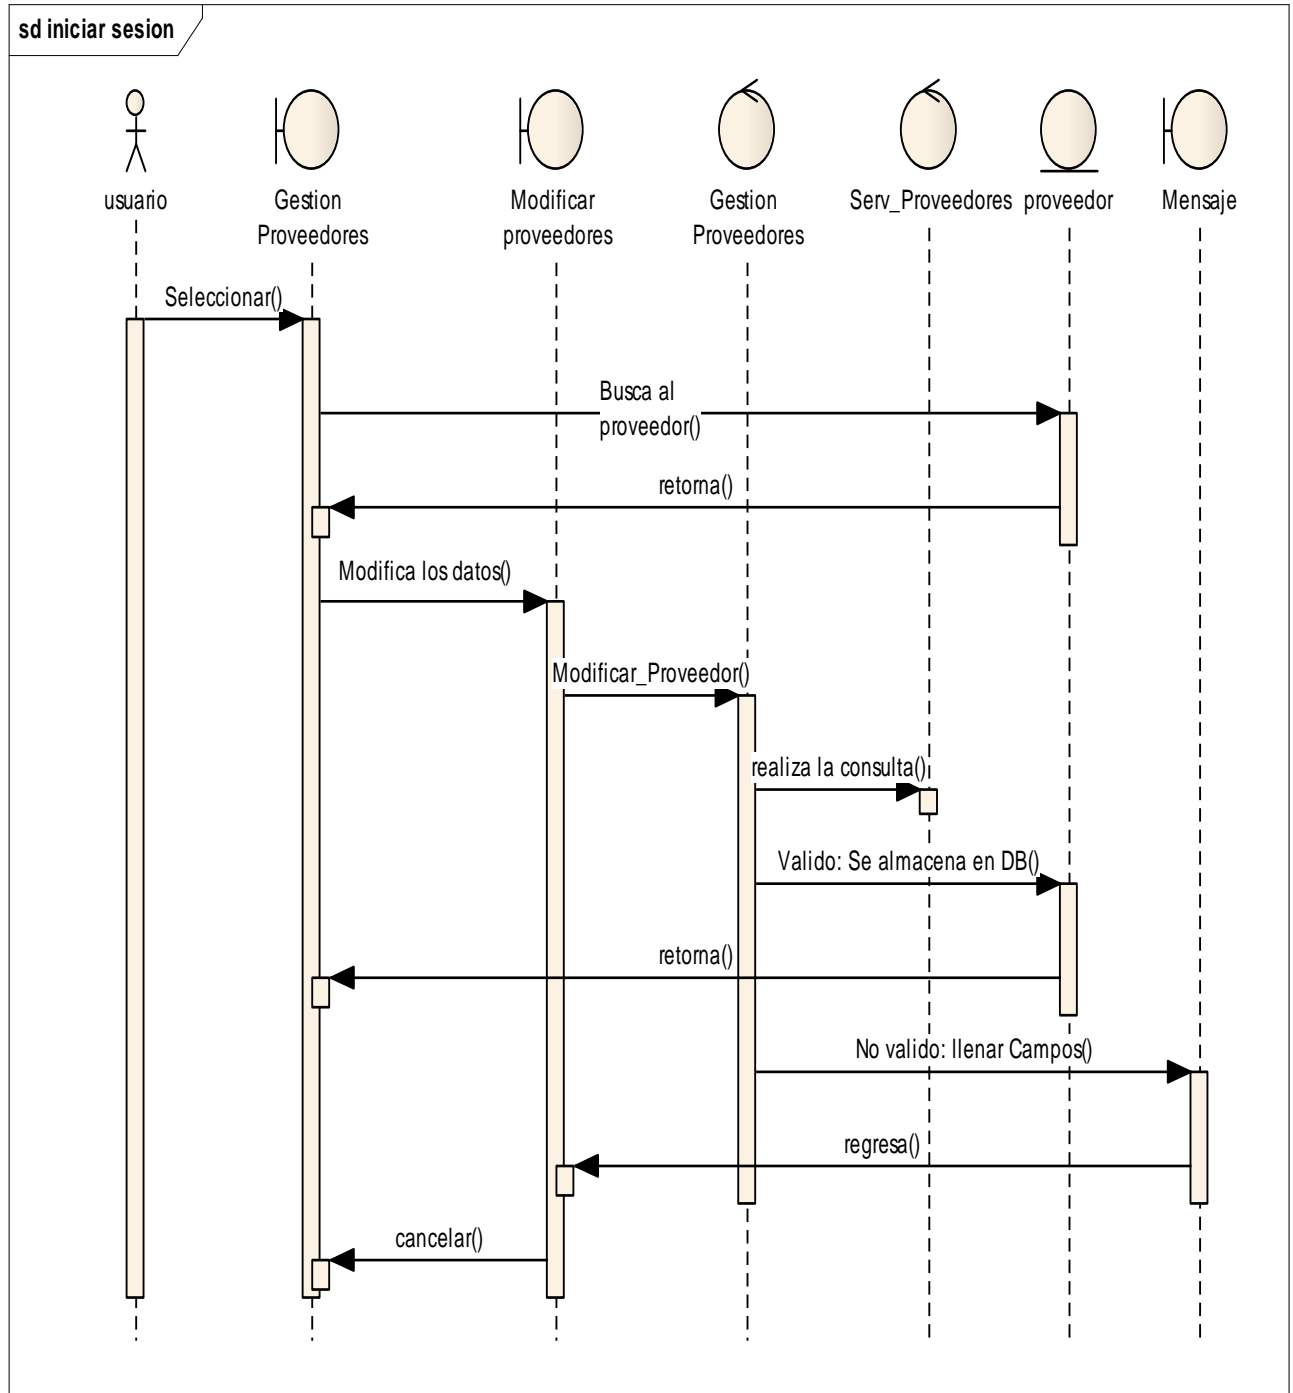 sd iniciar sesion
usuario
Gestion
Proveedores
Modificar
proveedores
Gestion
Proveedores
Serv_Proveedores
proveedor
Mensaje
Seleccionar()
Busca al
proveedor()
retorna()
Modifica los datos()
Modificar_Proveedor()
realiza la consulta()
Valido: Se almacena en DB()
retorna()
No valido: llenar Campos()
regresa()
cancelar()